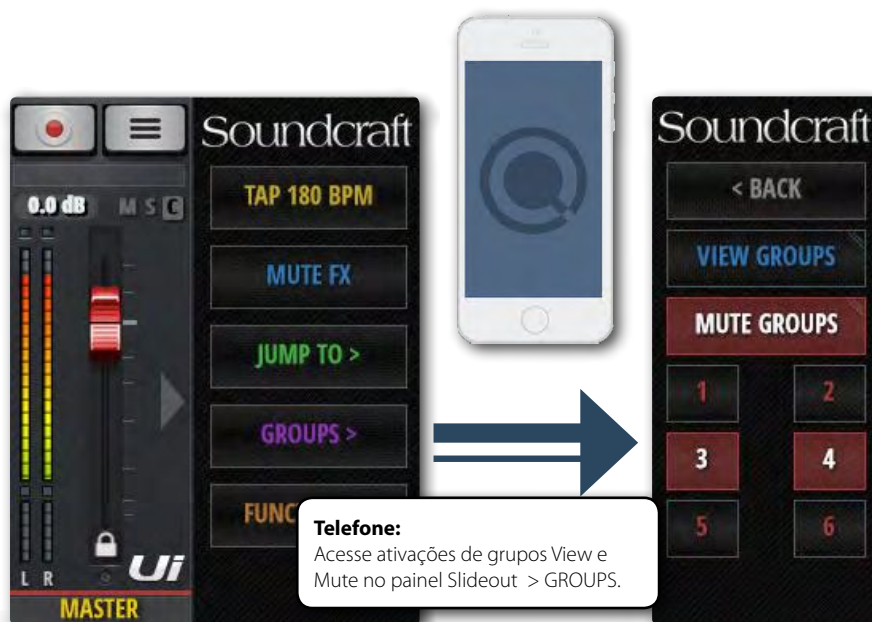 Soundcraft
0.0 dB
M S C
TAP 180 BPM
MUTE FX
JUMP TO >
GROUPS >
FUNC
L R
Ui
MASTER
Telefone:
Acesse ativações de grupos View e
Mute no painel Slideout > GROUPS.
Soundcraft
< BACK
VIEW GROUPS
MUTE GROUPS
1 2
3 4
5 6